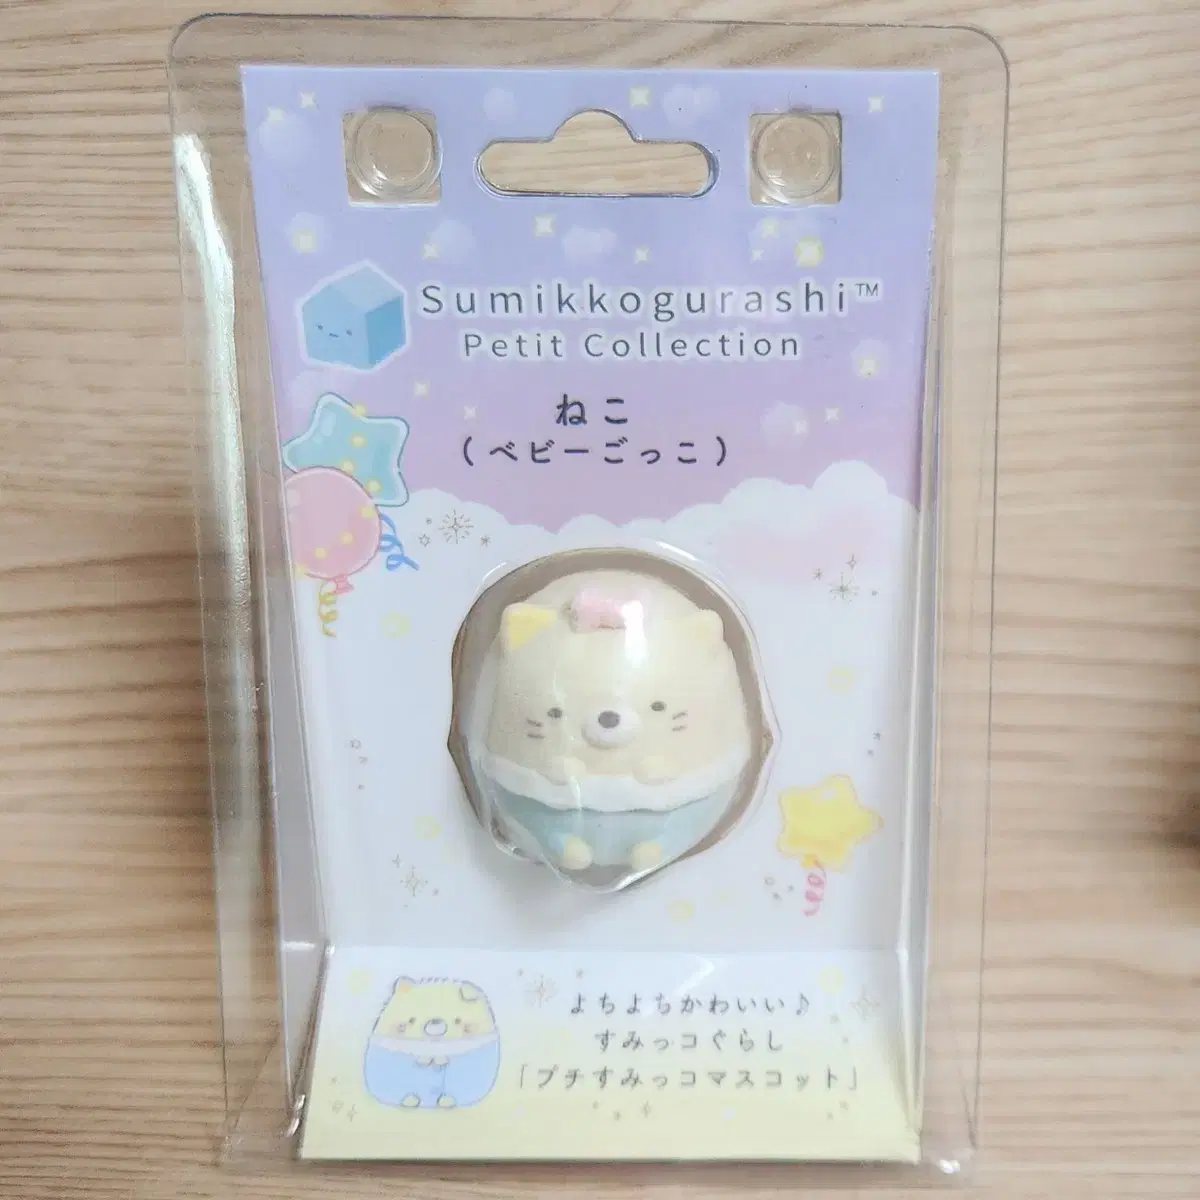 Sumikkogurashi™
Petit Collection
ねこ
(ベビーごっこ)
よちよちかわいい♪
すみっコぐらし
「プチすみっコマスコット」